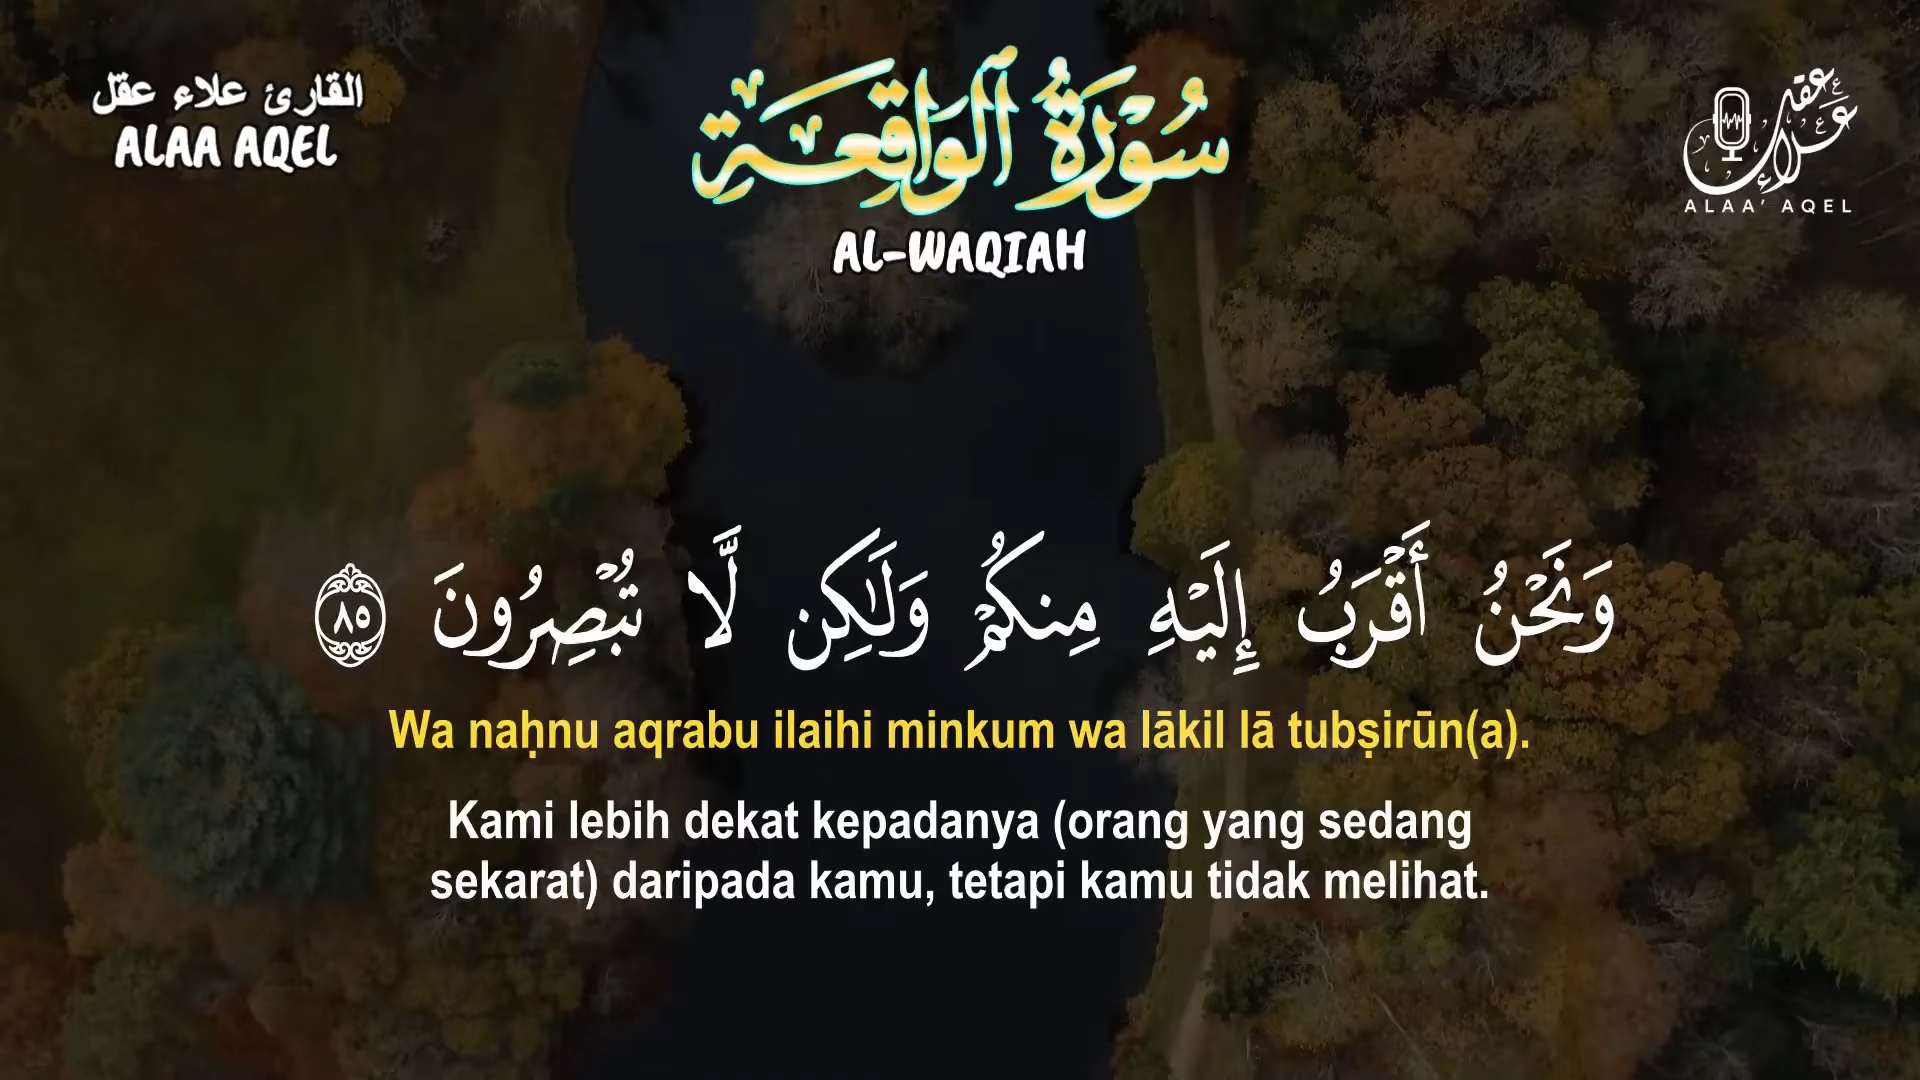 القارئ علاء عقل
ALAA AQEL
سُوْرَةُ ٱلْوَاقِعَةِ
AL-WAQIAH
علاء عقل
ALAA' AQEL
وَنَحْنُ أَقْرَبُ إِلَيْهِ مِنكُمْ وَلَٰكِن لَّا تُبْصِرُونَ ٨٥
Wa naḥnu aqrabu ilaihi minkum wa lākil lā tubṣirūn(a).
Kami lebih dekat kepadanya (orang yang sedang
sekarat) daripada kamu, tetapi kamu tidak melihat.